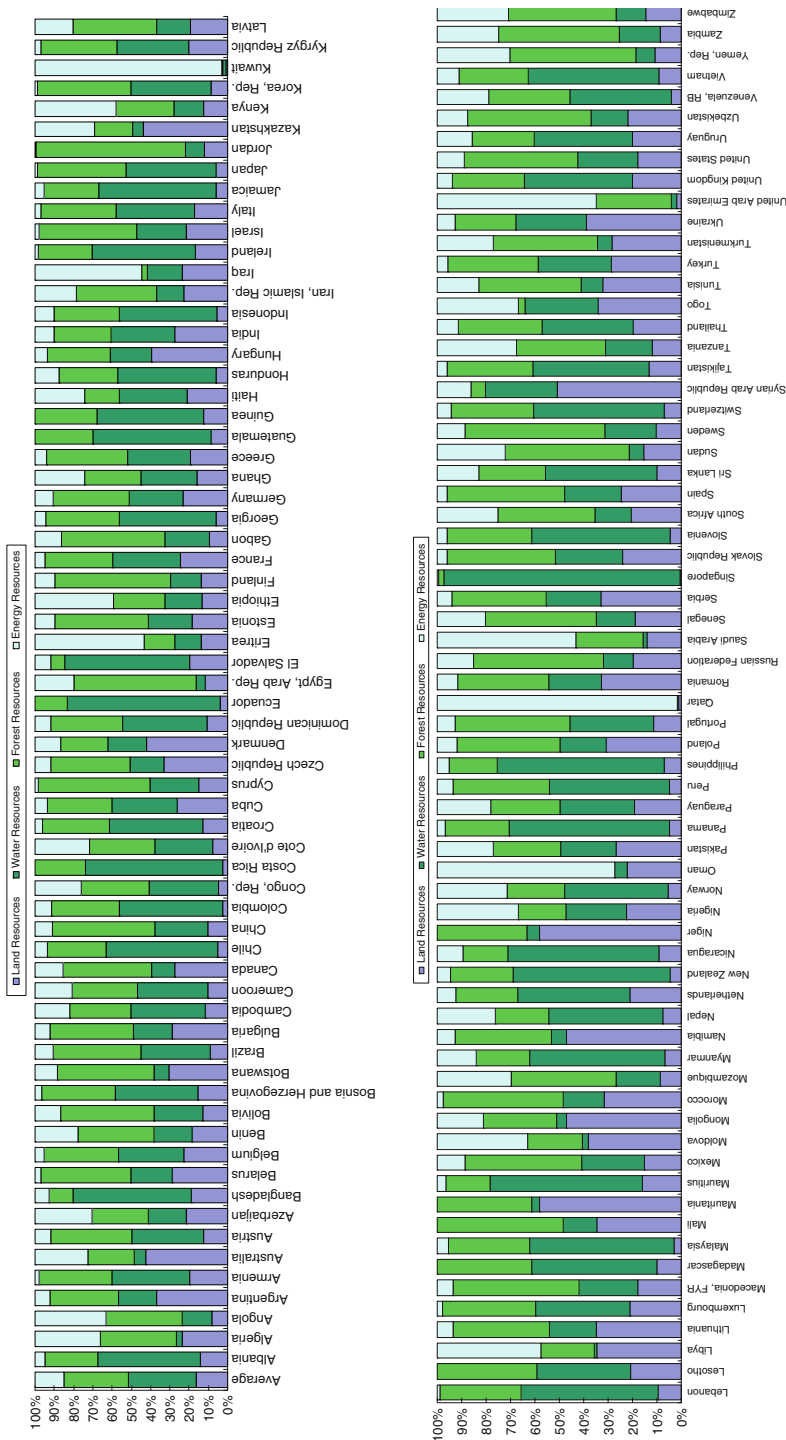 Land Resources Water Resources Forest Resources Energy Resources
100%
90%
80%
70%
60%
50%
40%
30%
20%
10%
0%
Average
Albania
Algeria
Angola
Argentina
Armenia
Australia
Austria
Azerbaijan
Bangladesh
Belarus
Belgium
Benin
Bolivia
Bosnia and Herzegovina
Botswana
Brazil
Bulgaria
Cambodia
Cameroon
Canada
Chile
China
Colombia
Congo, Rep.
Costa Rica
Cote d'Ivoire
Croatia
Cuba
Cyprus
Czech Republic
Denmark
Dominican Republic
Ecuador
Egypt, Arab Rep.
El Salvador
Eritrea
Estonia
Ethiopia
Finland
France
Gabon
Georgia
Germany
Ghana
Greece
Guatemala
Guinea
Haiti
Honduras
Hungary
India
Indonesia
Iran, Islamic, Rep.
Iraq
Ireland
Israel
Italy
Jamaica
Japan
Jordan
Kazakhstan
Kenya
Korea, Rep.
Kuwait
Kyrgyz Republic
Latvia
Land Resources Water Resources Forest Resources Energy Resources
100%
90%
80%
70%
60%
50%
40%
30%
20%
10%
0%
Lebanon
Lesotho
Libya
Lithuania
Luxembourg
Macedonia, FYR
Madagascar
Malaysia
Mali
Mauritania
Mauritius
Mexico
Moldova
Mongolia
Morocco
Mozambique
Myanmar
Namibia
Nepal
Netherlands
New Zealand
Nicaragua
Niger
Nigeria
Norway
Oman
Pakistan
Panama
Paraguay
Peru
Philippines
Poland
Portugal
Qatar
Romania
Russian Federation
Saudi Arabia
Senegal
Serbia
Singapore
Slovak Republic
Slovenia
South Africa
Spain
Sri Lanka
Sudan
Sweden
Switzerland
Syrian Arab Republic
Tajikistan
Tanzania
Thailand
Togo
Tunisia
Turkey
Turkmenistan
Ukraine
United Arab Emirates
United Kingdom
United States
Uruguay
Uzbekistan
Venezuela, RB
Vietnam
Yemen, Rep.
Zambia
Zimbabwe